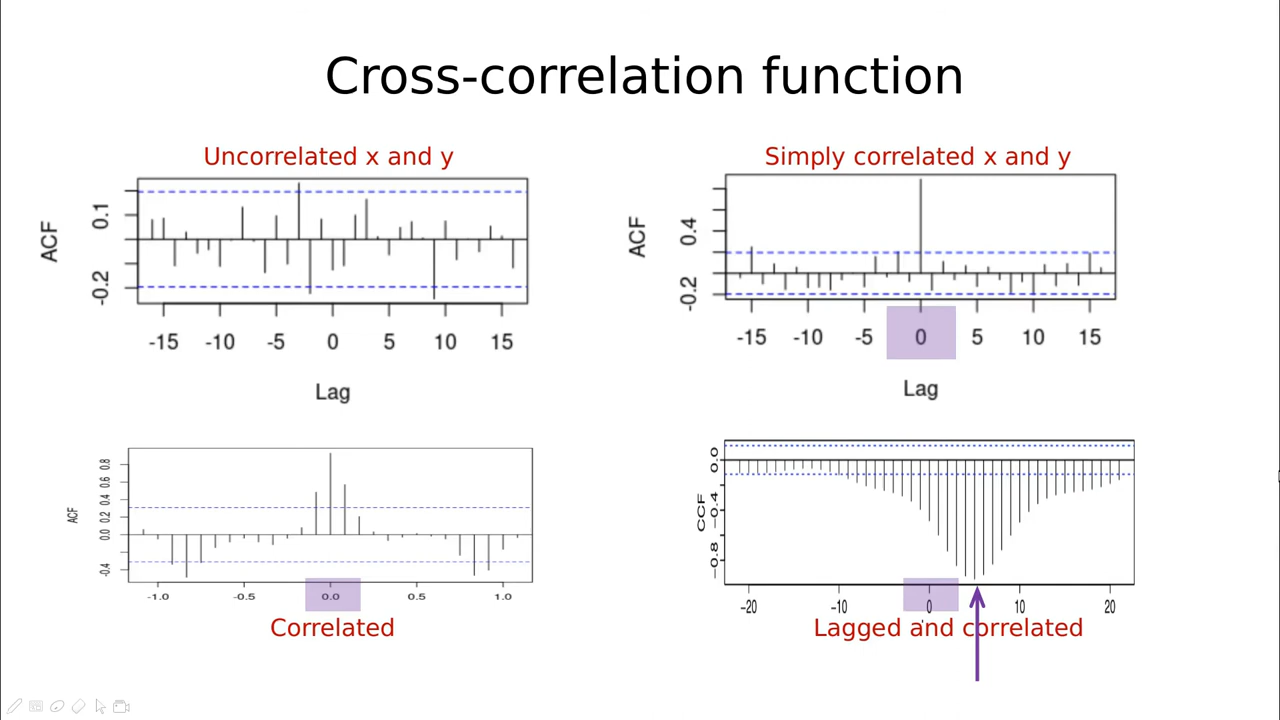 Cross-correlation function
Uncorrelated x and y
ACF
0.1
-0.2
-15 -10 -5 0 5 10 15
Lag
Simply correlated x and y
ACF
0.4
-0.2
-15 -10 -5 0 5 10 15
Lag
ACF
0.8
0.6
0.4
0.2
0.0
-0.4
-1.0 -0.5 0.0 0.5 1.0
Correlated
CCF
0.0
-0.4
-0.8
-20 -10 0 10 20
Lagged and correlated